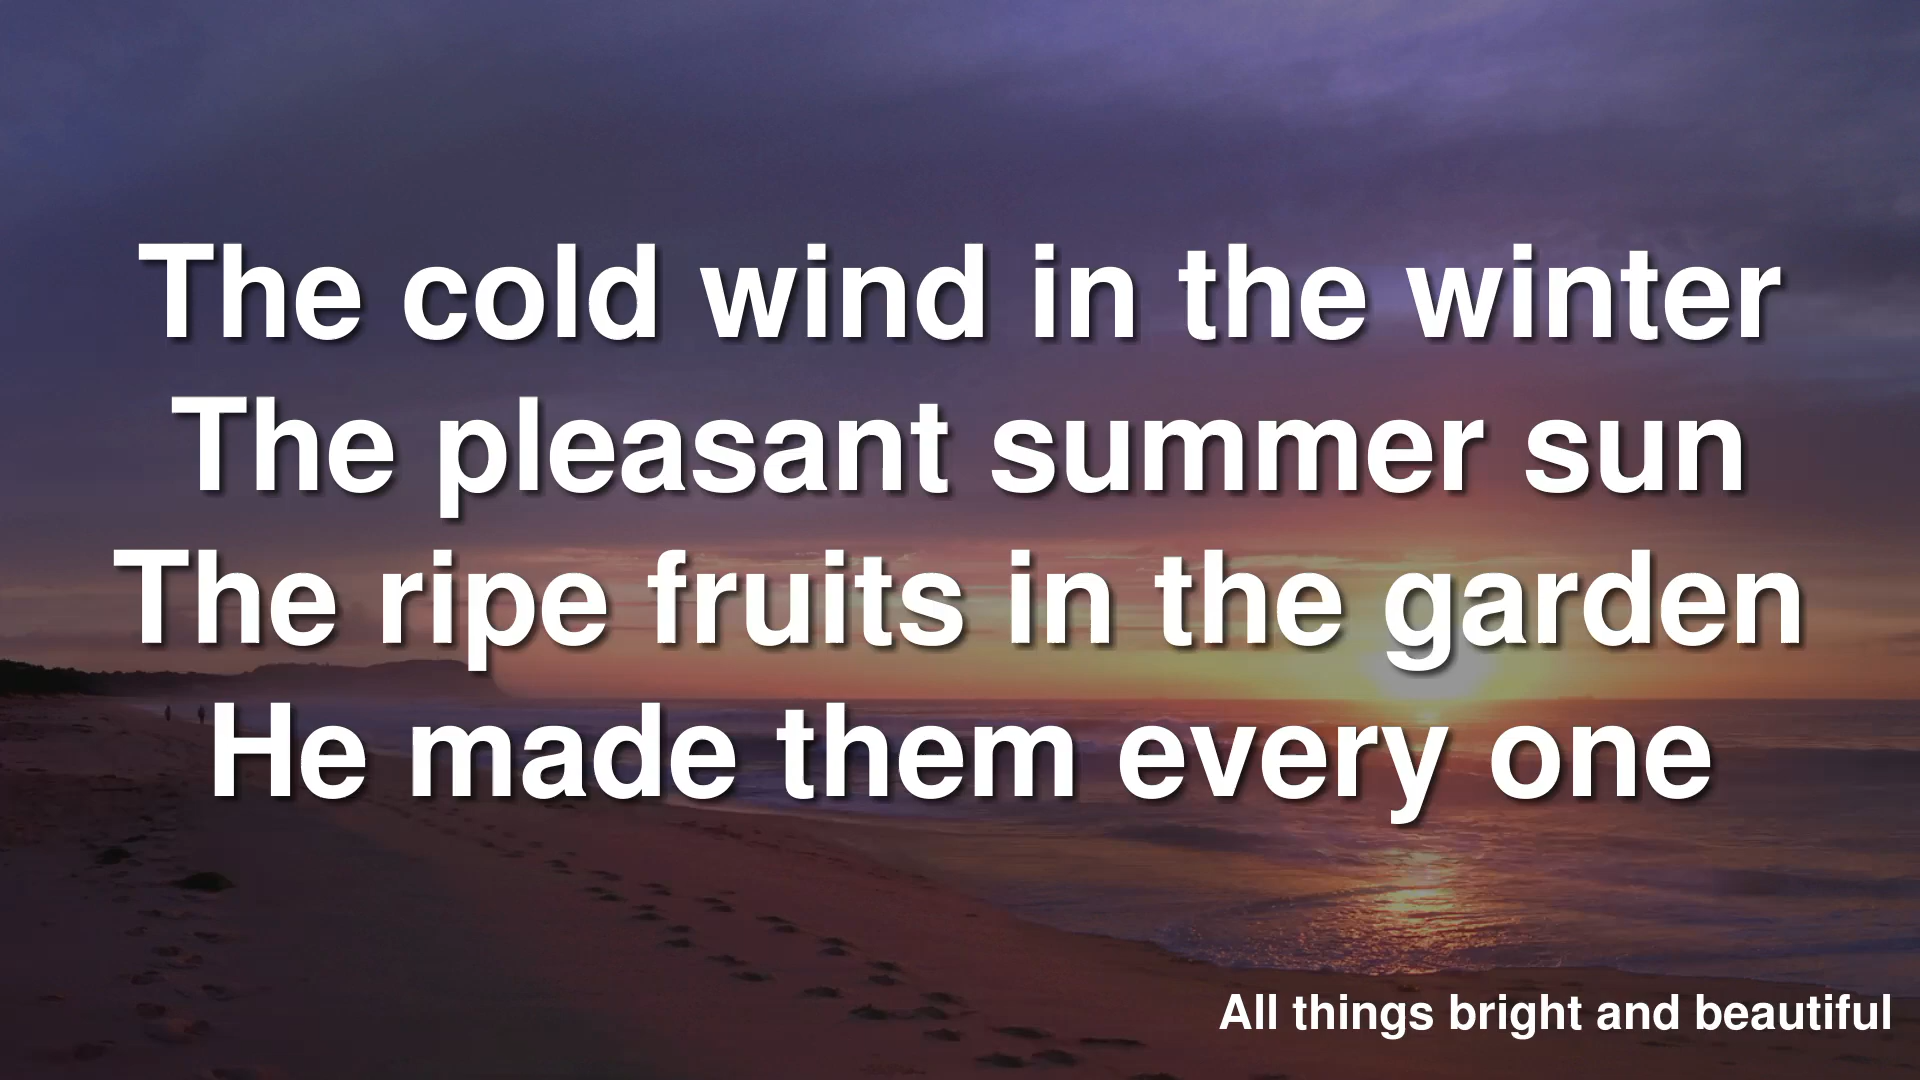 The cold wind in the winter
The pleasant summer sun
The ripe fruits in the garden
He made them every one
All things bright and beautiful